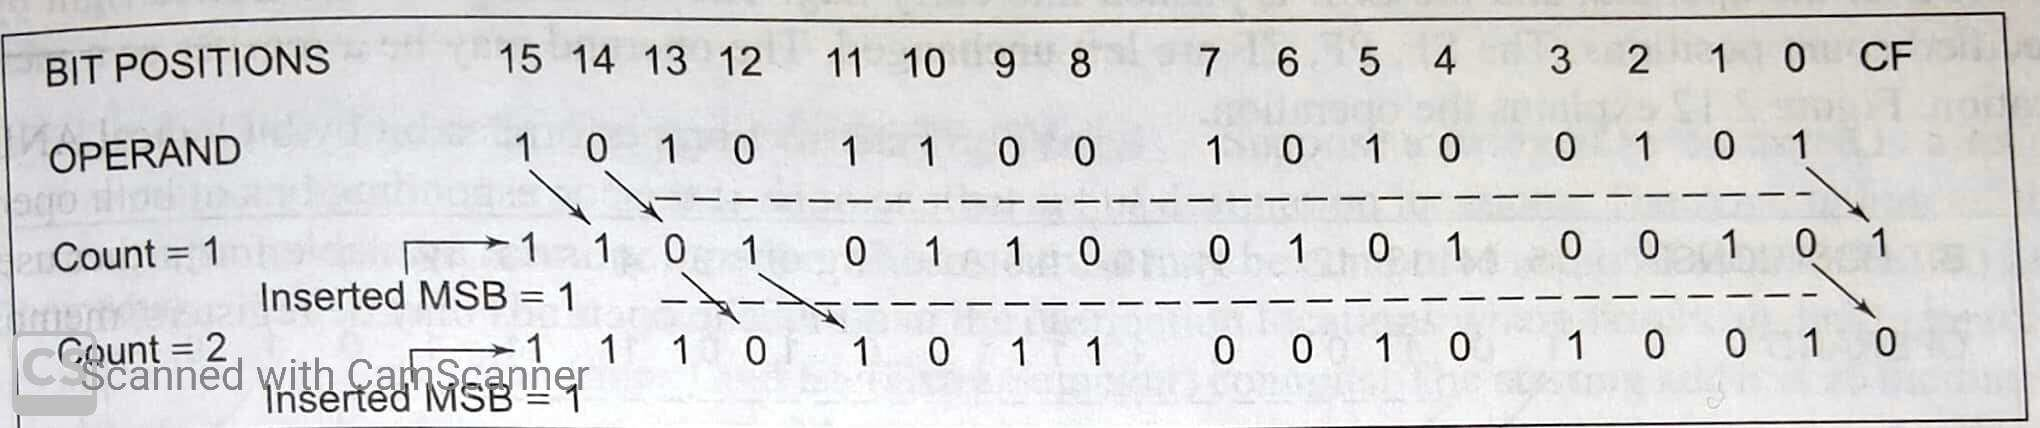 BIT POSITIONS 15 14 13 12 11 10 9 8 7 6 5 4 3 2 1 0 CF
OPERAND 1 0 1 0 1 1 0 0 1 0 1 0 0 1 0 1
Count = 1 1 1 0 1 0 1 1 0 0 1 0 1 0 0 1 0 1
Inserted MSB = 1
Count = 2 1 1 1 0 1 0 1 1 0 0 1 0 1 0 0 1 0
CS Scanned with CamScanner
Inserted MSB = 1